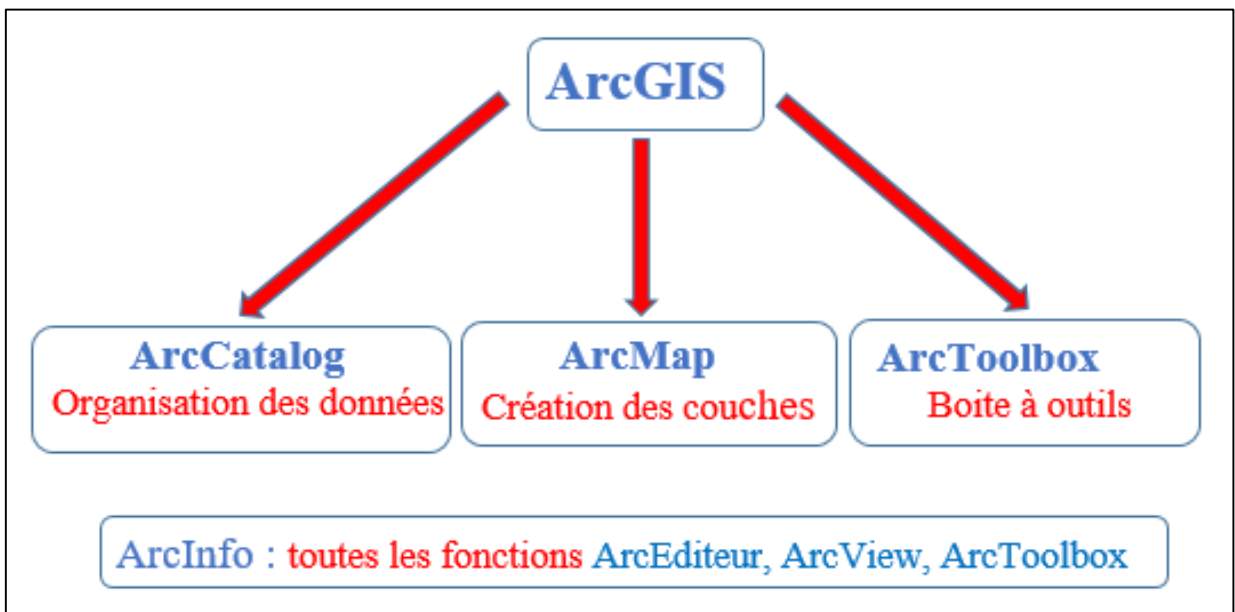 ArcGIS
ArcCatalog
Organisation des données
ArcMap
Création des couches
ArcToolbox
Boite à outils
ArcInfo : toutes les fonctions ArcEditeur, ArcView, ArcToolbox